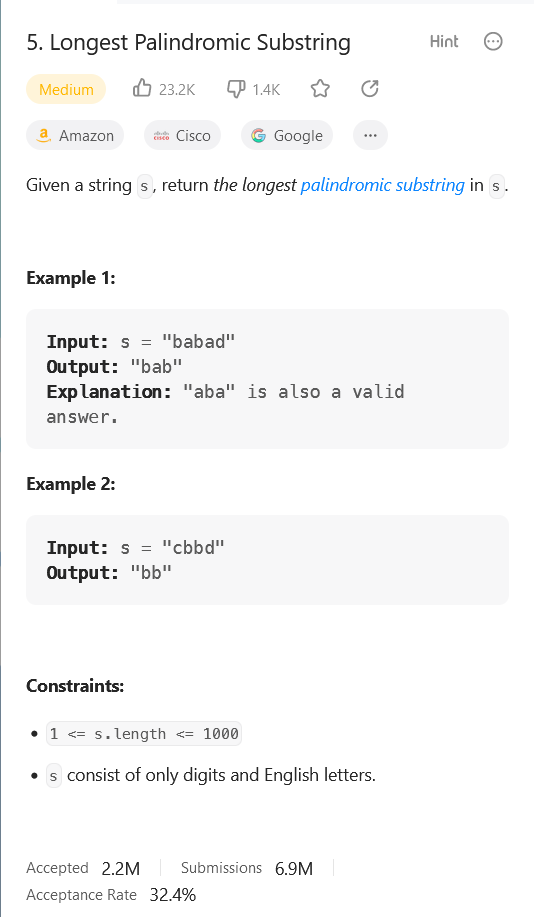 5. Longest Palindromic Substring Hint
Medium 23.2K 1.4K
Amazon Cisco Google ...
Given a string s, return the longest palindromic substring in s.
Example 1:
Input: s = "babad"
Output: "bab"
Explanation: "aba" is also a valid
answer.
Example 2:
Input: s = "cbbd"
Output: "bb"
Constraints:
• 1 <= s.length <= 1000
• s consist of only digits and English letters.
Accepted 2.2M Submissions 6.9M
Acceptance Rate 32.4%